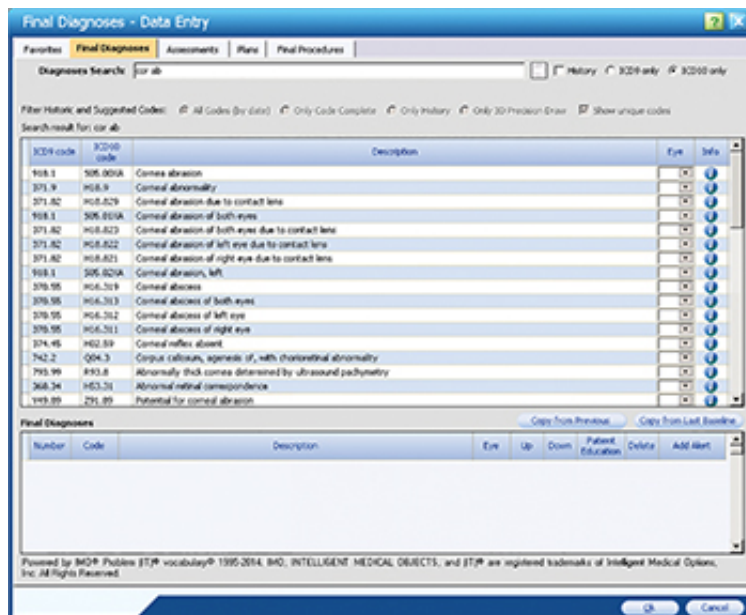 Final Diagnoses - Data Entry
Favorites Final Diagnoses Assessments Plans Final Procedures
Diagnoses Search: cor ab History ICD9 only ICD10 only
Filter Historic and Suggested Codes: All Codes (by date) Only Code Complete Only History Only 3D Precision Draw Show unique codes
Search result for: cor ab
ICD9 code ICD10 code Description Eye Info
918.1 S05.00XA Cornea abrasion
371.9 H18.9 Corneal abnormality
371.82 H18.829 Corneal abrasion due to contact lens
918.1 S05.01XA Corneal abrasion of both eyes
371.82 H18.823 Corneal abrasion of both eyes due to contact lens
371.82 H18.822 Corneal abrasion of left eye due to contact lens
371.82 H18.821 Corneal abrasion of right eye due to contact lens
918.1 S05.02XA Corneal abrasion, left
370.55 H16.319 Corneal abscess
370.55 H16.313 Corneal abscess of both eyes
370.55 H16.312 Corneal abscess of left eye
370.55 H16.311 Corneal abscess of right eye
374.45 H02.59 Corneal reflex absent
742.2 Q04.3 Corpus callosum, agenesis of, with chorioretinal abnormality
793.99 R93.8 Abnormally thick cornea determined by ultrasound pachymetry
368.34 H53.31 Abnormal retinal correspondence
V49.89 Z91.89 Potential for corneal abrasion
Final Diagnoses Copy from Previous Copy from Last Baseline
Number Code Description Eye Up Down Patient Education Delete Add Alert
Powered by IMO® Problem (IT)® vocabulary© 1995-2014, IMO, INTELLIGENT MEDICAL OBJECTS, and (IT)® are registered trademarks of Intelligent Medical Options,
Inc. All Rights Reserved.
Ok Cancel